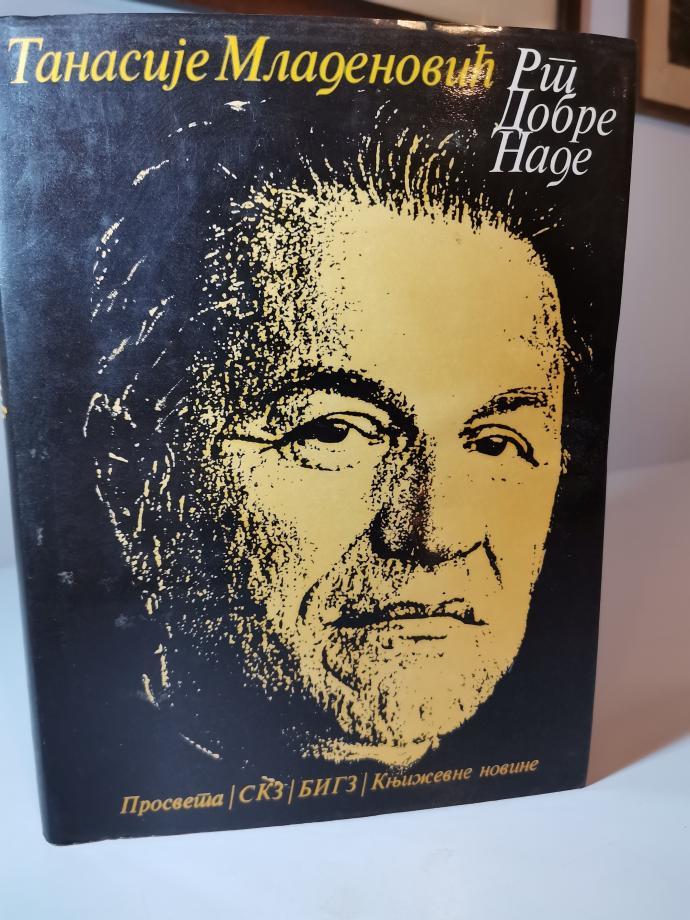 Танасије Младеновић
Рт
Добре
Наде
Просвета | СКЗ | БИГЗ | Књижевне новине